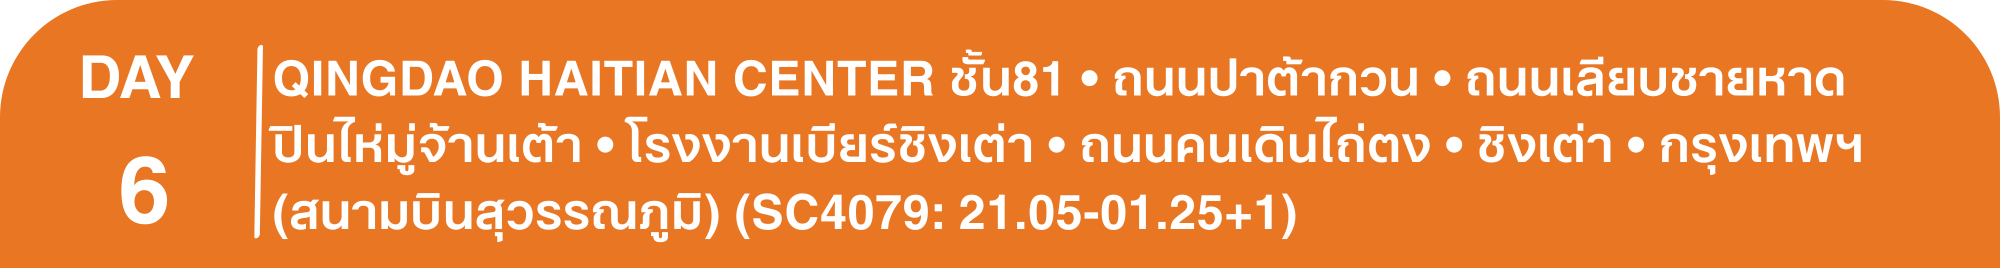 DAY
6
QINGDAO HAITIAN CENTER ชั้น81 • ถนนปาต้ากวน • ถนนเลียบชายหาด
ปินไห่มู่จ้านเต้า • โรงงานเบียร์ชิงเต่า • ถนนคนเดินไถ่ตง • ชิงเต่า • กรุงเทพฯ
(สนามบินสุวรรณภูมิ) (SC4079: 21.05-01.25+1)